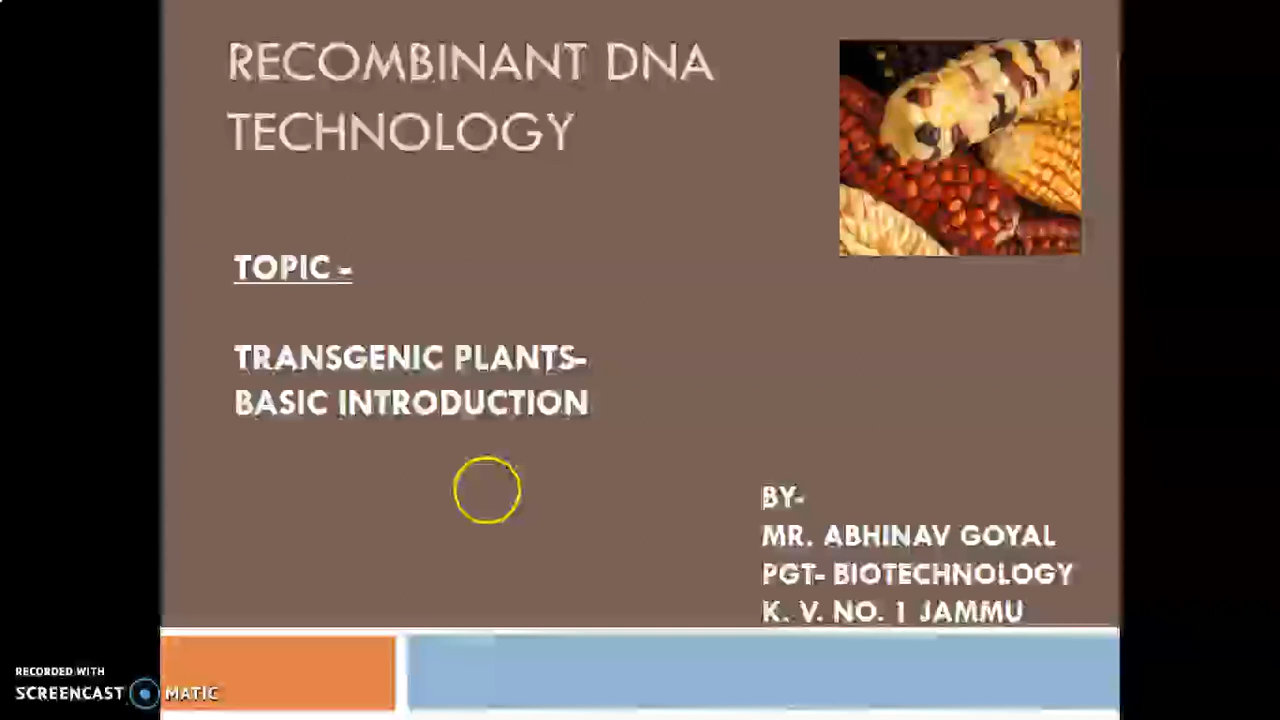 RECOMBINANT DNA
TECHNOLOGY
TOPIC -
TRANSGENIC PLANTS-
BASIC INTRODUCTION
BY-
MR. ABHINAV GOYAL
PGT- BIOTECHNOLOGY
K. V. NO. 1 JAMMU
RECORDED WITH
SCREENCAST MATIC